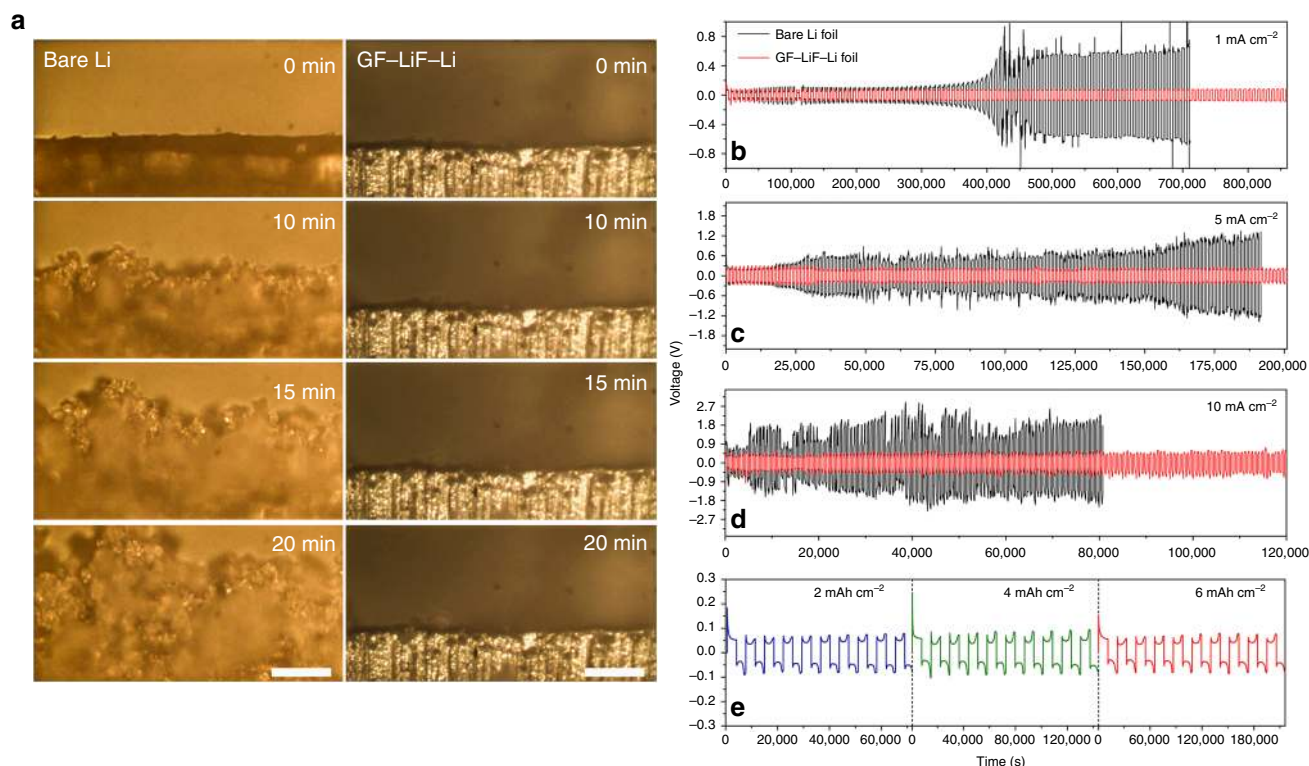 a
Bare Li
0 min
GF–LiF–Li
0 min
10 min
10 min
15 min
15 min
20 min
20 min
Voltage (V)
Bare Li foil
GF–LiF–Li foil
1 mA cm⁻²
0.8
0.4
0.0
−0.4
−0.8
b
0 100,000 200,000 300,000 400,000 500,000 600,000 700,000 800,000
5 mA cm⁻²
1.8
1.2
0.6
0.0
−0.6
−1.2
−1.8
c
0 25,000 50,000 75,000 100,000 125,000 150,000 175,000 200,000
10 mA cm⁻²
2.7
1.8
0.9
0.0
−0.9
−1.8
−2.7
d
0 20,000 40,000 60,000 80,000 100,000 120,000
2 mAh cm⁻² 4 mAh cm⁻² 6 mAh cm⁻²
0.3
0.2
0.1
0.0
−0.1
−0.2
−0.3
e
0 20,000 40,000 60,000 0 40,000 80,000 120,000 0 60,000 120,000 180,000
Time (s)